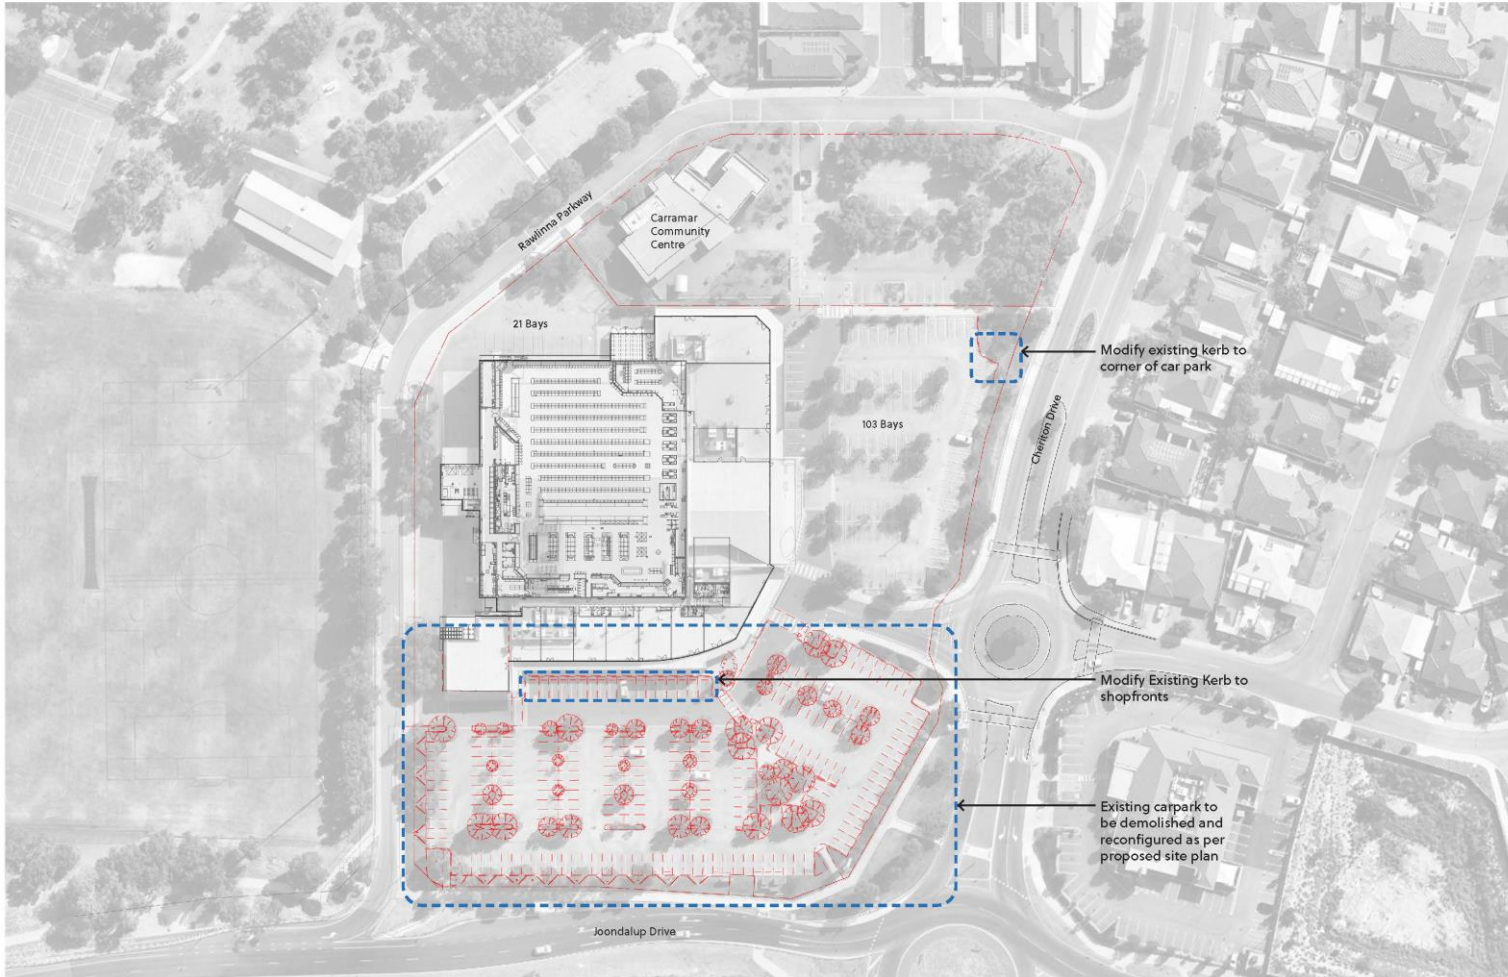 Rawlinna Parkway
Carramar
Community
Centre
21 Bays
Modify existing kerb to
corner of car park
103 Bays
Cheriton Drive
Modify Existing Kerb to
shopfronts
Existing carpark to
be demolished and
reconfigured as per
proposed site plan
Joondalup Drive